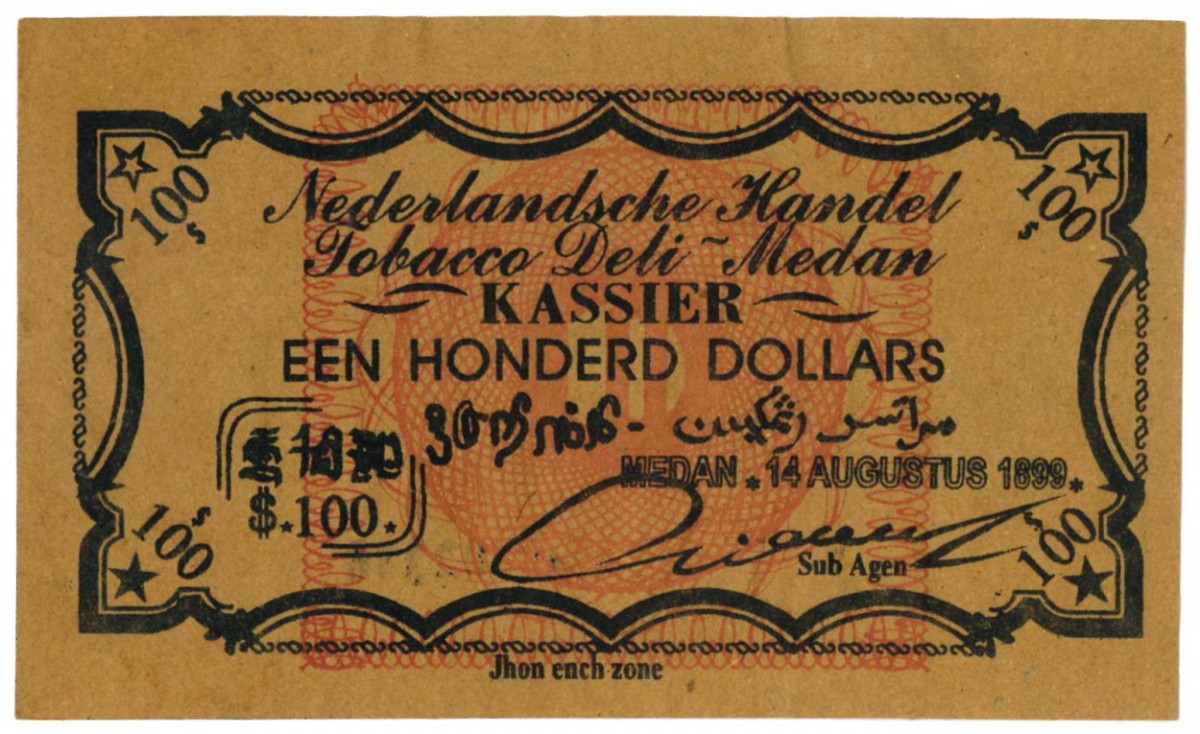 100 s
100 s
Nederlandsche Handel
Tobacco Deli ~ Medan
KASSIER
EEN HONDERD DOLLARS
MEDAN * 14 AUGUSTUS 1899 *
$ * 100 *
100 s
100 s
Sub Agen
Jhon ench zone